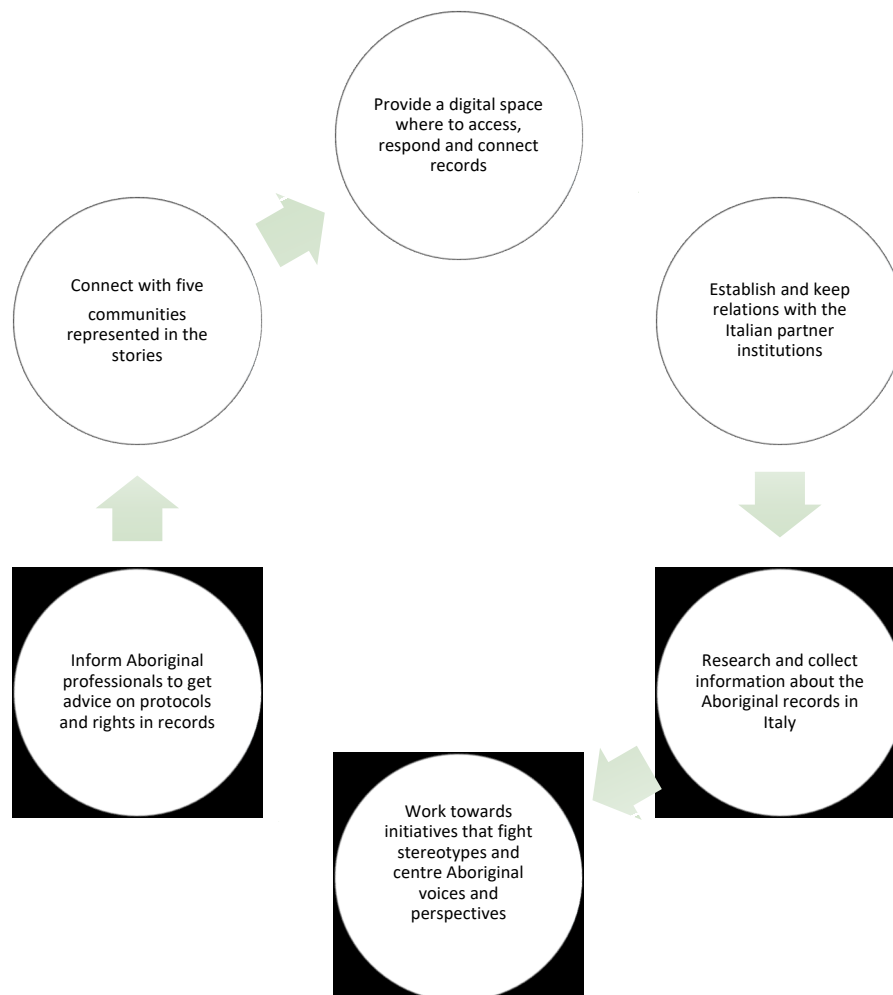 Provide a digital space
where to access,
respond and connect
records
Establish and keep
relations with the
Italian partner
institutions
Research and collect
information about the
Aboriginal records in
Italy
Work towards
initiatives that fight
stereotypes and
centre Aboriginal
voices and
perspectives
Inform Aboriginal
professionals to get
advice on protocols
and rights in records
Connect with five
communities
represented in the
stories